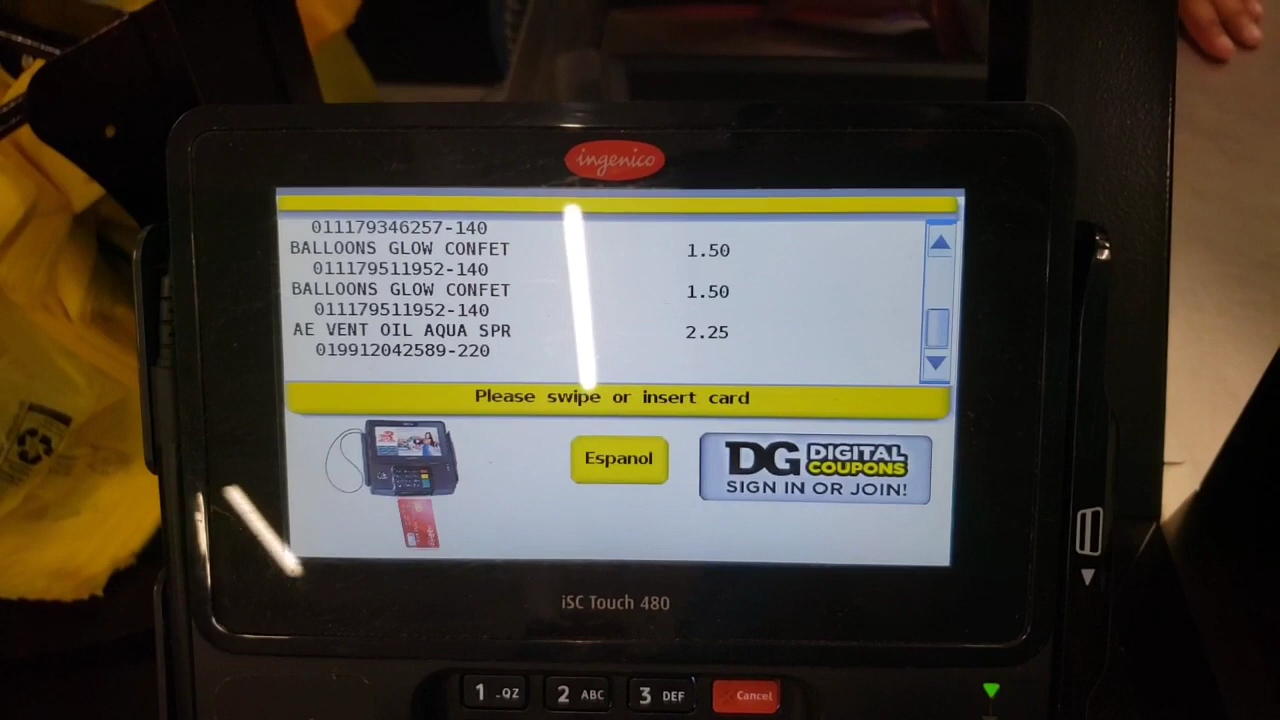 ingenico
011179346257-140
BALLOONS GLOW CONFET 1.50
011179511952-140
BALLOONS GLOW CONFET 1.50
011179511952-140
AE VENT OIL AQUA SPR 2.25
019912042589-220
Please swipe or insert card
Espanol
DG DIGITAL COUPONS
SIGN IN OR JOIN!
iSC Touch 480
1 -QZ 2 ABC 3 DEF Cancel